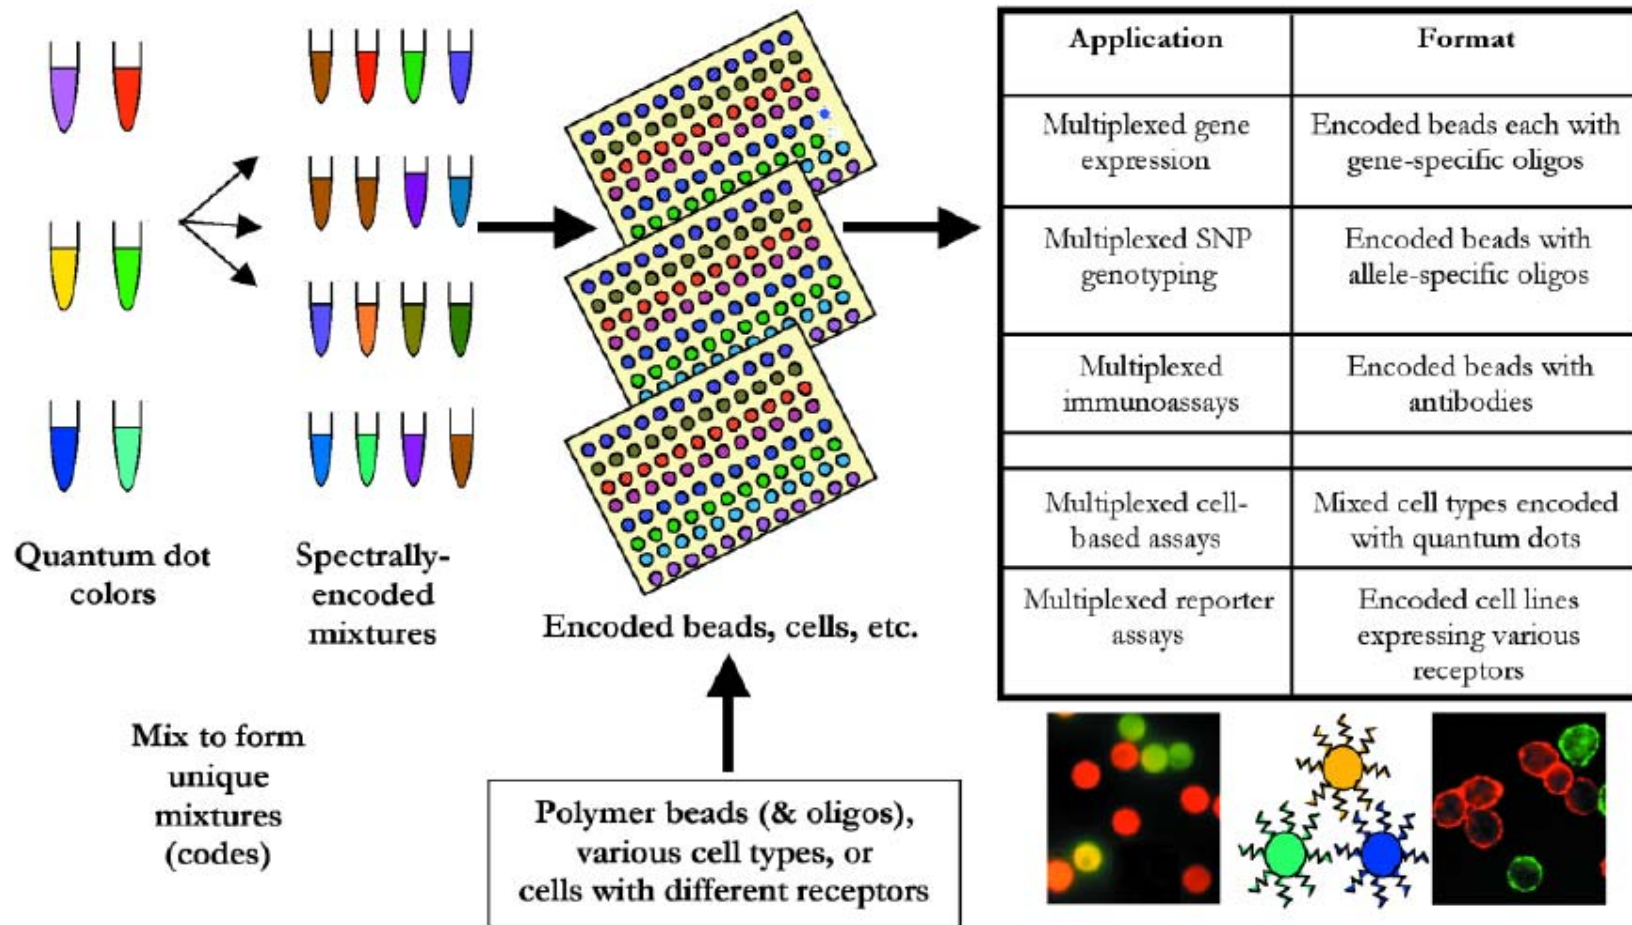 Quantum dot
colors
Spectrally-
encoded
mixtures
Mix to form
unique
mixtures
(codes)
Encoded beads, cells, etc.
Polymer beads (& oligos),
various cell types, or
cells with different receptors
Application
Format
Multiplexed gene
expression
Encoded beads each with
gene-specific oligos
Multiplexed SNP
genotyping
Encoded beads with
allele-specific oligos
Multiplexed
immunoassays
Encoded beads with
antibodies
Multiplexed cell-
based assays
Mixed cell types encoded
with quantum dots
Multiplexed reporter
assays
Encoded cell lines
expressing various
receptors